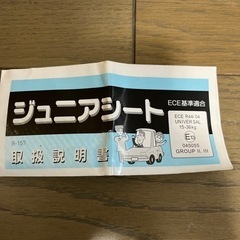 ジュニアシート
ECE基準適合
取扱説明書
ECE R44 04
UNIVERSAL
15-36kg
E9
045055
GROUP II, III